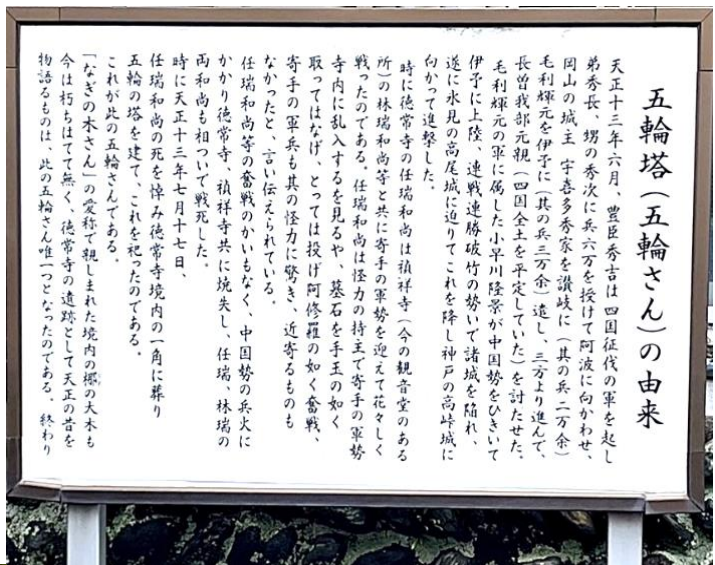 五輪塔（五輪さん）の由来
天正十三年六月、豊臣秀吉は四国征伐の軍を起し
弟秀長、甥の秀次に兵六万を授けて阿波に向かわせ、
岡山の城主 宇喜多秀家を讃岐に（其の兵二万余）
毛利輝元を伊予に（其の兵三万余）遣し、三方より進んで、
長曽我部元親（四国全土を平定していた）を討たせた。
毛利輝元の軍に属した小早川隆景が中国勢をひきいて
伊予に上陸、連戦連勝破竹の勢いで諸城を陥れ、
遂に氷見の高尾城に迫りてこれを降し神戸の高峠城に
向かって進撃した。
時に徳常寺の任瑞和尚は禎祥寺（今の観音堂のある
所）の林瑞和尚等と共に寄手の軍勢を迎えて花々しく
戦ったのである。任瑞和尚は怪力の持主で寄手の軍勢
寺内に乱入するを見るや、墓石を手玉の如く
取ってはなげ、とっては投げ阿修羅の如く奮戦、
寄手の軍兵も其の怪力に驚き、近寄るものも
なかったと、言い伝えられている。
任瑞和尚等の奮戦のかいもなく、中国勢の兵火に
かかり徳常寺、禎祥寺共に焼失し、任瑞、林瑞の
両和尚も相ついで戦死した。
時に天正十三年七月十七日、
任瑞和尚の死を悼み徳常寺境内の一角に葬り
五輪の塔を建て、これを祀ったのである。
これが此の五輪さんである。
「なぎの木さん」の愛称で親しまれた境内の梛の大木も
今は朽ちはてて無く、徳常寺の遺跡として天正の昔を
物語るものは、此の五輪さん唯一つとなったのである。 終わり